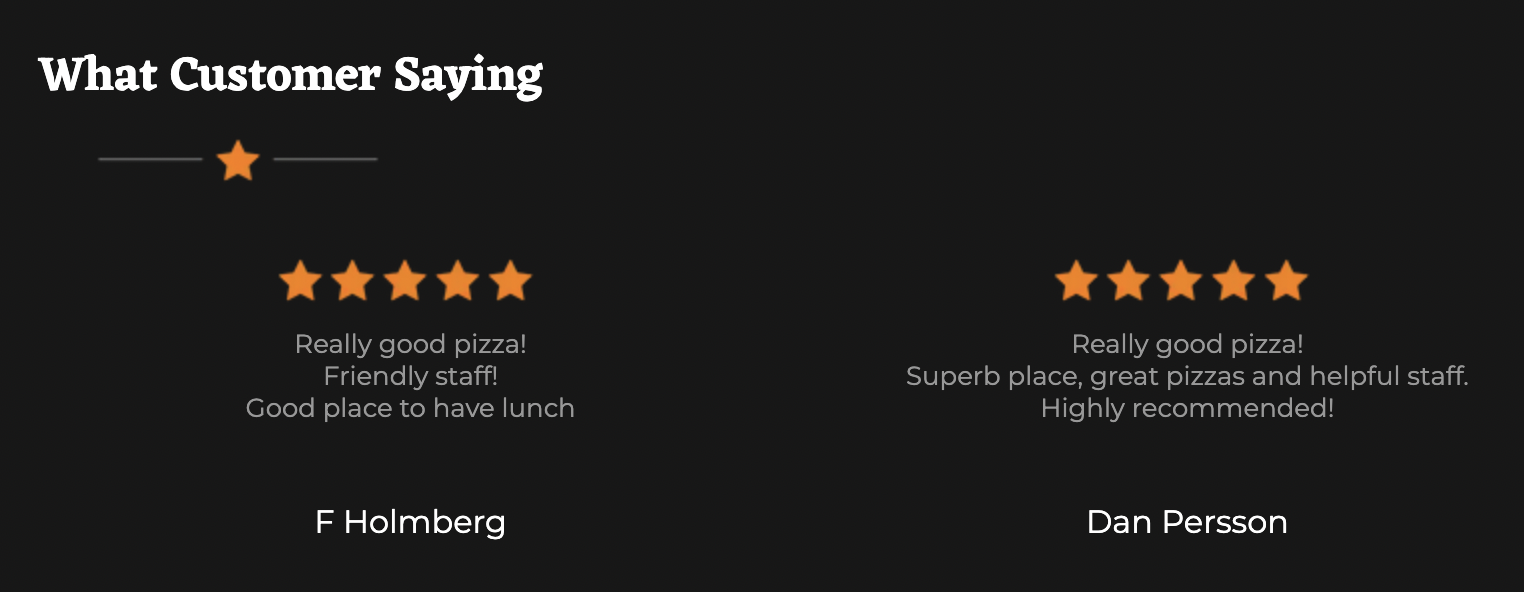 What Customer Saying
Really good pizza!
Friendly staff!
Good place to have lunch
F Holmberg
Really good pizza!
Superb place, great pizzas and helpful staff.
Highly recommended!
Dan Persson